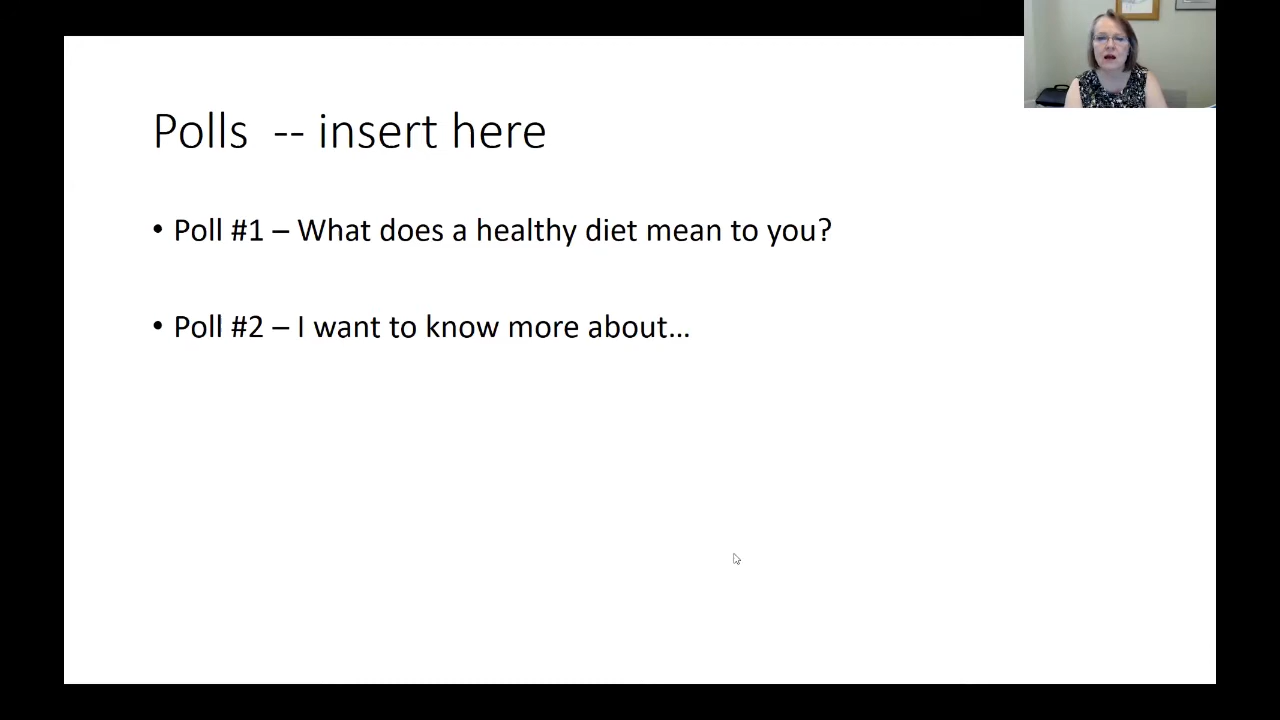 Polls -- insert here
• Poll #1 – What does a healthy diet mean to you?
• Poll #2 – I want to know more about…